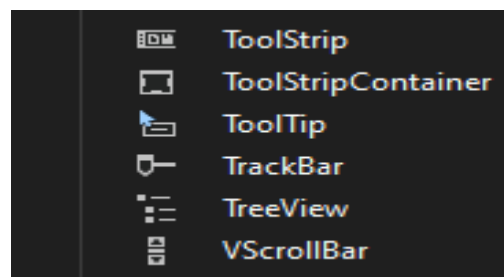 ToolStrip
ToolStripContainer
ToolTip
TrackBar
TreeView
VScrollBar